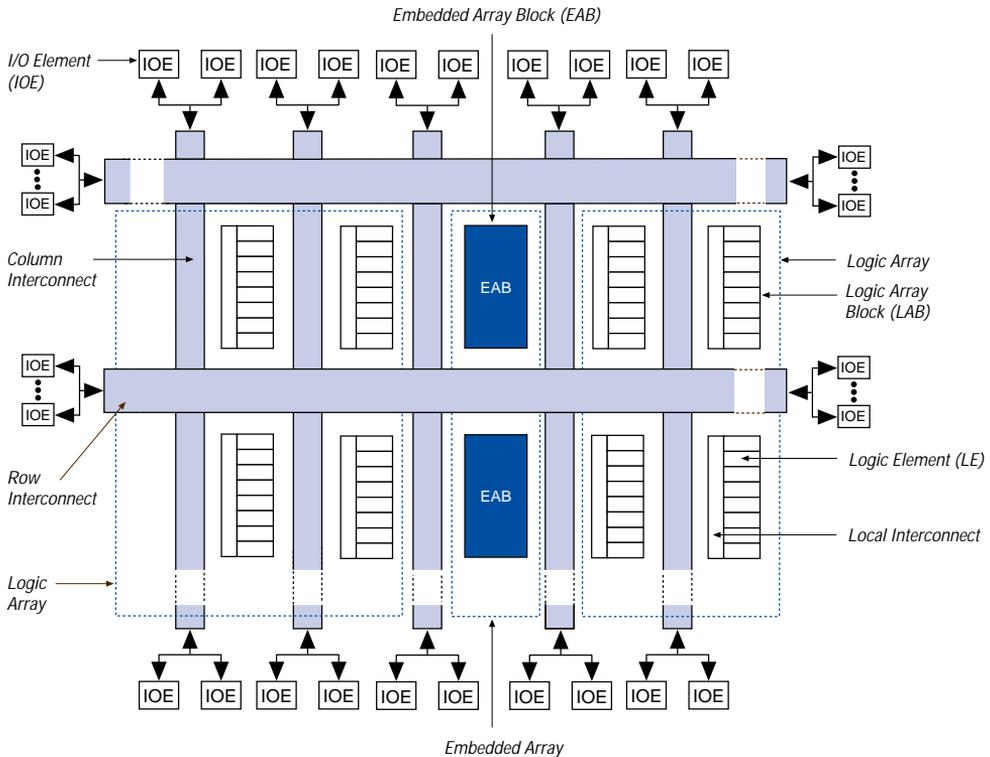 Embedded Array Block (EAB)
I/O Element
(IOE)
IOE IOE IOE IOE IOE IOE IOE IOE IOE IOE
IOE IOE
IOE IOE
Column
Interconnect
EAB
Logic Array
Logic Array
Block (LAB)
IOE IOE
IOE IOE
Row
Interconnect
EAB
Logic Element (LE)
Local Interconnect
Logic
Array
IOE IOE IOE IOE IOE IOE IOE IOE IOE IOE
Embedded Array